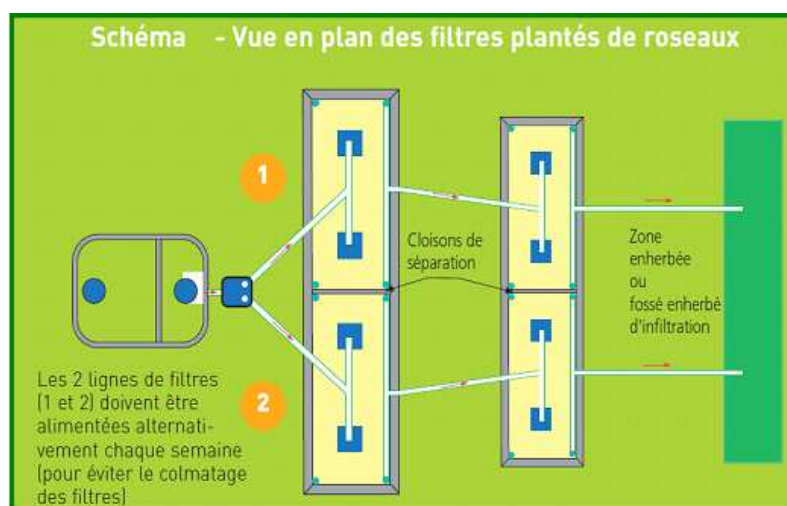 Schéma - Vue en plan des filtres plantés de roseaux
1
Cloisons de
séparation
Zone
enherbée
ou
fossé enherbé
d'infiltration
Les 2 lignes de filtres
(1 et 2) doivent être
alimentées alternati-
vement chaque semaine
(pour éviter le colmatage
des filtres)
2